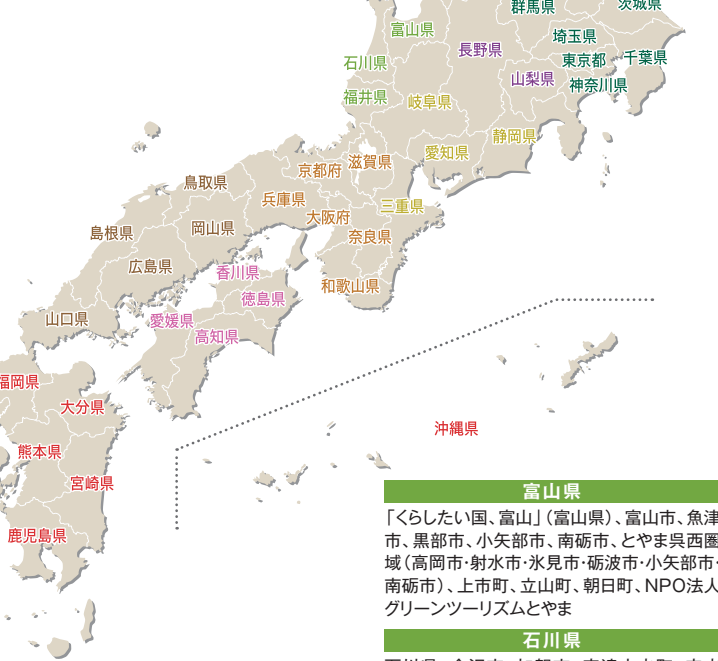 群馬県
茨城県
富山県
埼玉県
長野県
石川県
東京都
千葉県
山梨県
神奈川県
福井県
岐阜県
静岡県
愛知県
滋賀県
京都府
鳥取県
兵庫県
三重県
大阪府
岡山県
島根県
奈良県
広島県
香川県
和歌山県
徳島県
山口県
愛媛県
高知県
福岡県
大分県
沖縄県
熊本県
宮崎県
鹿児島県
富山県
「くらしたい国、富山」(富山県)、富山市、魚津
市、黒部市、小矢部市、南砺市、とやま呉西圏
域(高岡市・射水市・氷見市・砺波市・小矢部市・
南砺市)、上市町、立山町、朝日町、NPO法人
グリーンツーリズムとやま
石川県